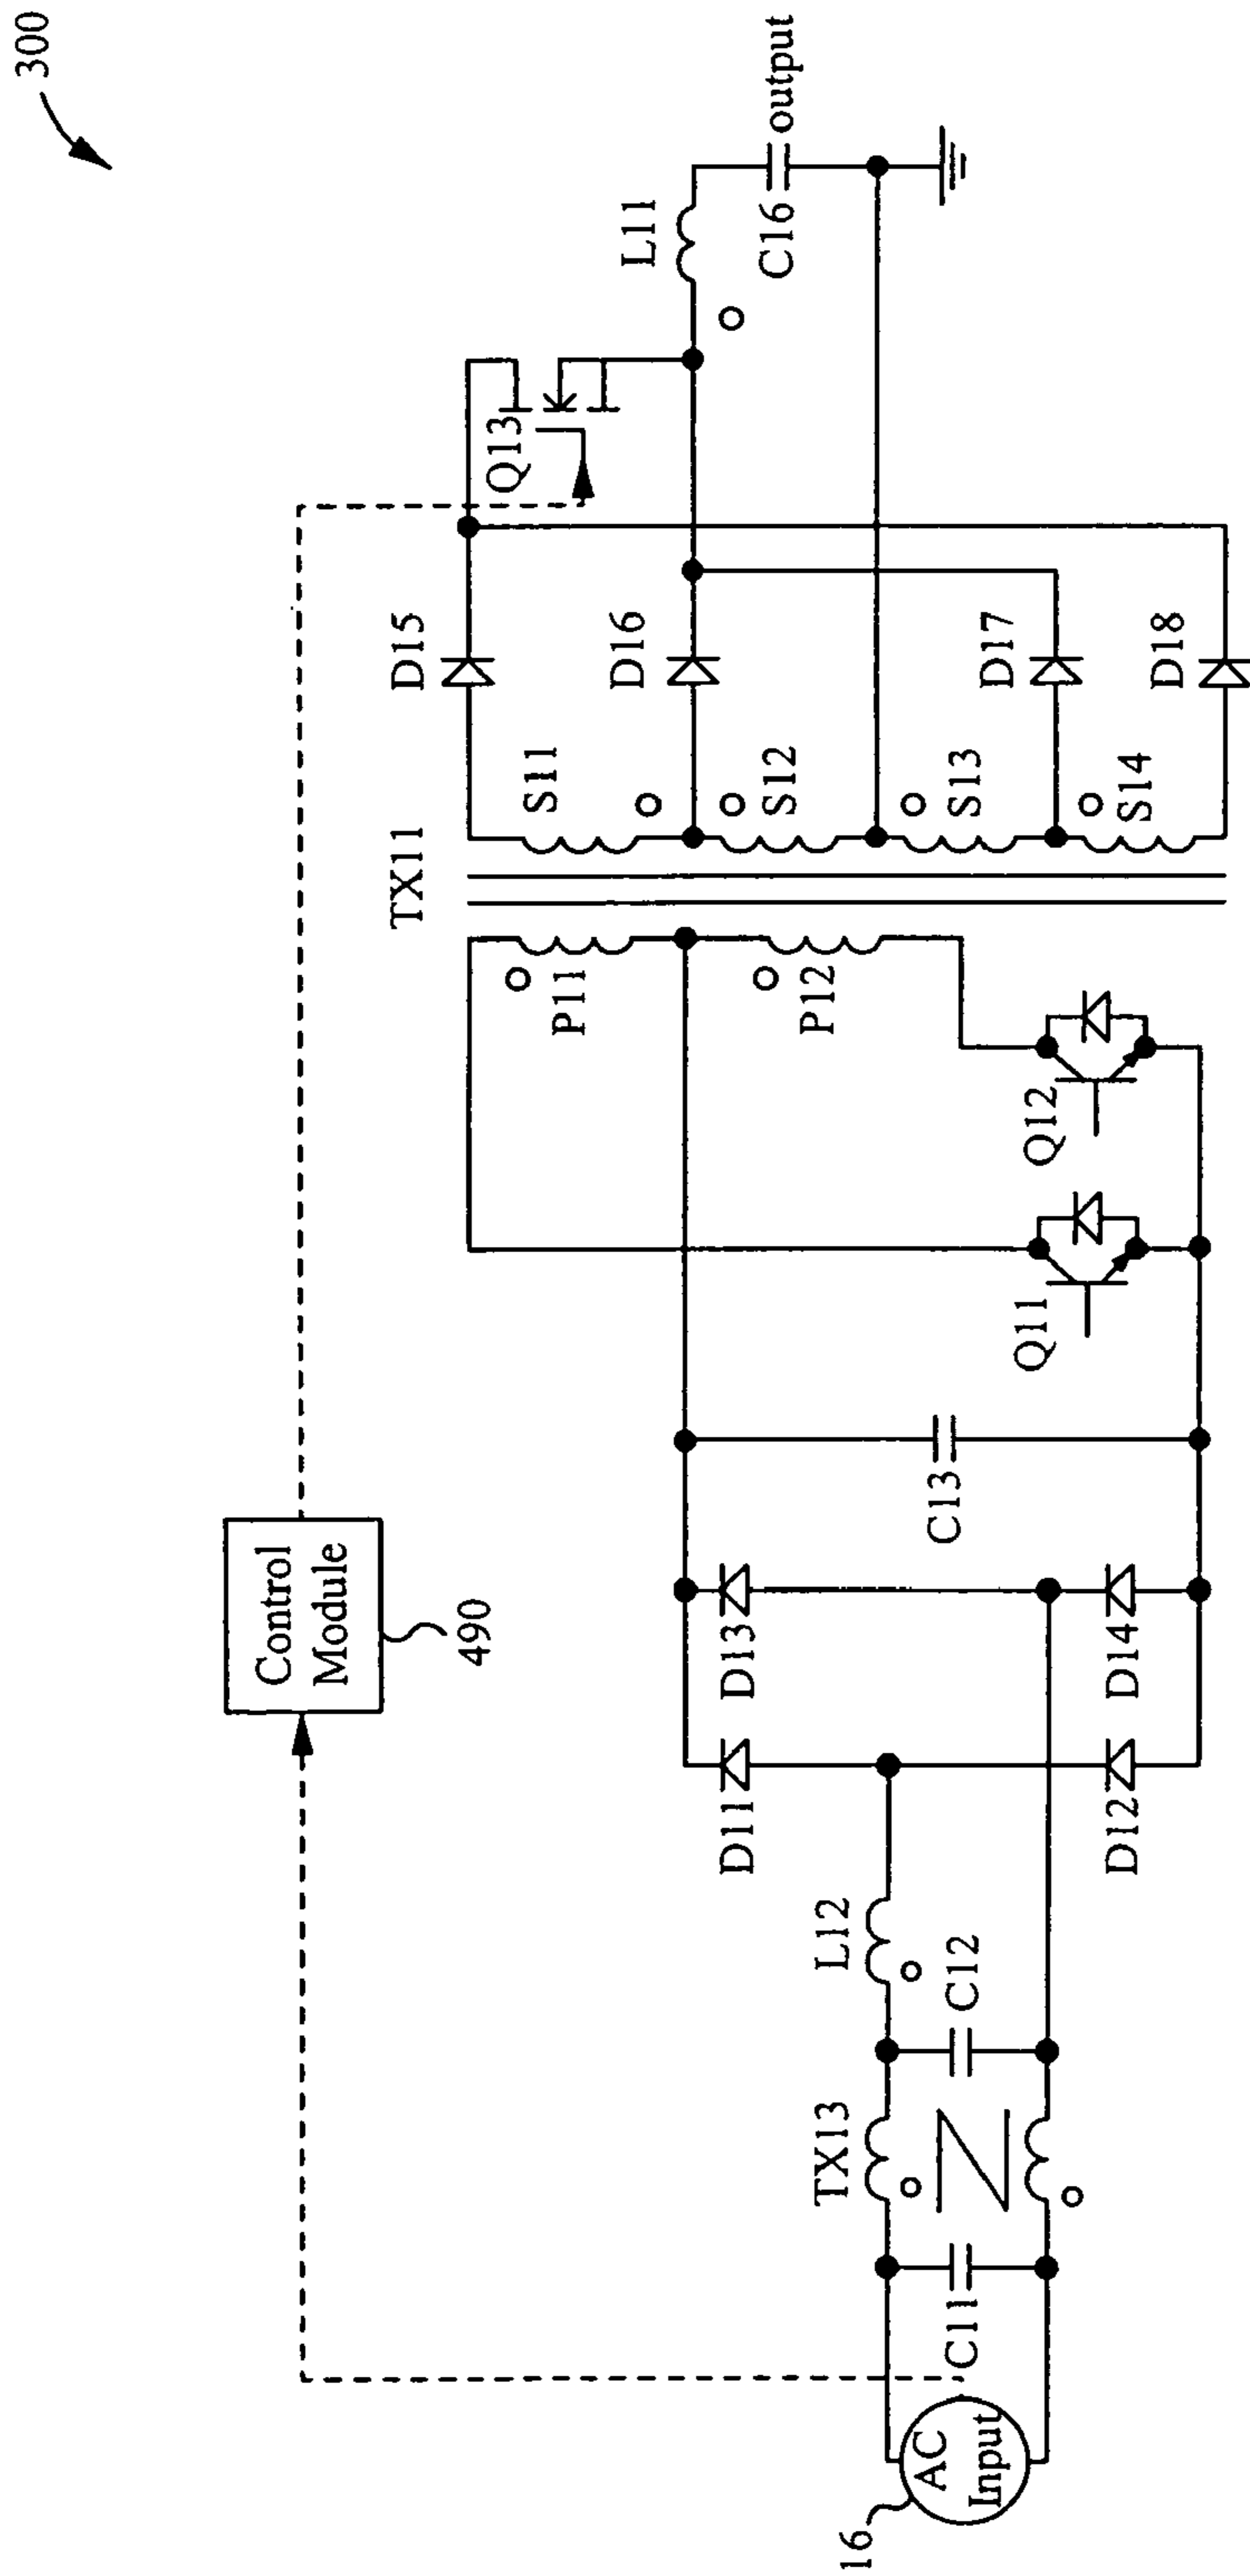 300
Control
Module
490
16
AC
Input
C11
TX13
C12
L12
D11
D12
D13
D14
C13
Q11
Q12
P11
P12
TX11
S11
S12
S13
S14
D15
D16
D17
D18
Q13
L11
C16
output